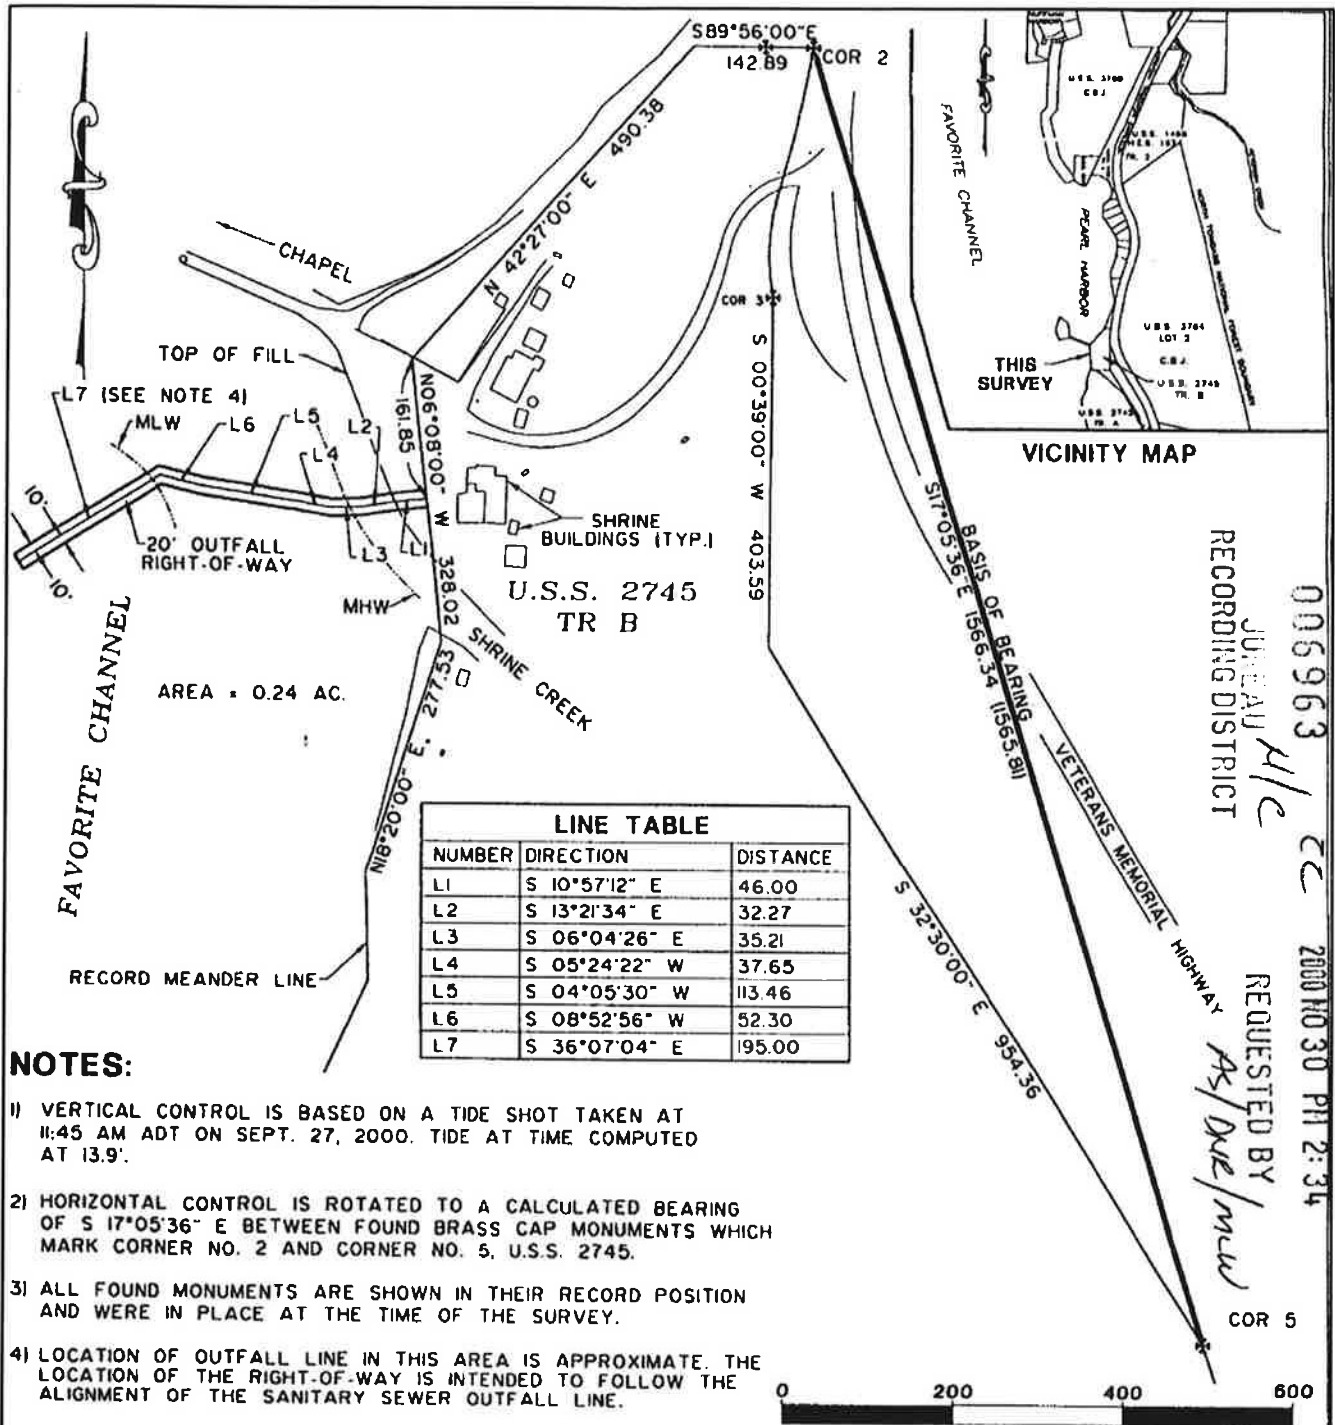 S89°56'00"E
142.89
COR 2
N 42°27'00" E 490.38
CHAPEL
COR 3
TOP OF FILL
L7 (SEE NOTE 4)
MLW
L6
L5
L4
L2
N06°08'00" W 328.02
161.85
10'
10'
20' OUTFALL
RIGHT-OF-WAY
L3
L1
MHW
SHRINE
BUILDINGS (TYP.)
U.S.S. 2745
TR B
SHRINE CREEK
S 00°39'00" W 403.59
S17°05'36"E 1566.34 (1565.81)
BASIS OF BEARING
VETERANS MEMORIAL HIGHWAY
FAVORITE CHANNEL
AREA = 0.24 AC.
N18°20'00" E 277.53
RECORD MEANDER LINE
S 32°30'00" E 954.36
COR 5
FAVORITE CHANNEL
PEARL HARBOR
U.S.S. 3764
LOT 2
C.B.J.
U.S.S. 2745
TR. B
C.B.J.
THIS
SURVEY
U.S.S. 2745
TR. A
VICINITY MAP
LINE TABLE
NUMBER DIRECTION DISTANCE
L1 S 10°57'12" E 46.00
L2 S 13°21'34" E 32.27
L3 S 06°04'26" E 35.21
L4 S 05°24'22" W 37.65
L5 S 04°05'30" W 113.46
L6 S 08°52'56" W 52.30
L7 S 36°07'04" E 195.00
NOTES:
1) VERTICAL CONTROL IS BASED ON A TIDE SHOT TAKEN AT
11:45 AM ADT ON SEPT. 27, 2000. TIDE AT TIME COMPUTED
AT 13.9'.
2) HORIZONTAL CONTROL IS ROTATED TO A CALCULATED BEARING
OF S 17°05'36" E BETWEEN FOUND BRASS CAP MONUMENTS WHICH
MARK CORNER NO. 2 AND CORNER NO. 5, U.S.S. 2745.
3) ALL FOUND MONUMENTS ARE SHOWN IN THEIR RECORD POSITION
AND WERE IN PLACE AT THE TIME OF THE SURVEY.
4) LOCATION OF OUTFALL LINE IN THIS AREA IS APPROXIMATE. THE
LOCATION OF THE RIGHT-OF-WAY IS INTENDED TO FOLLOW THE
ALIGNMENT OF THE SANITARY SEWER OUTFALL LINE.
0 200 400 600
006963
JUNEAU N/C
RECORDING DISTRICT
CC
2000 NO 30 PM 2:34
REQUESTED BY
AS/DNR/MLW